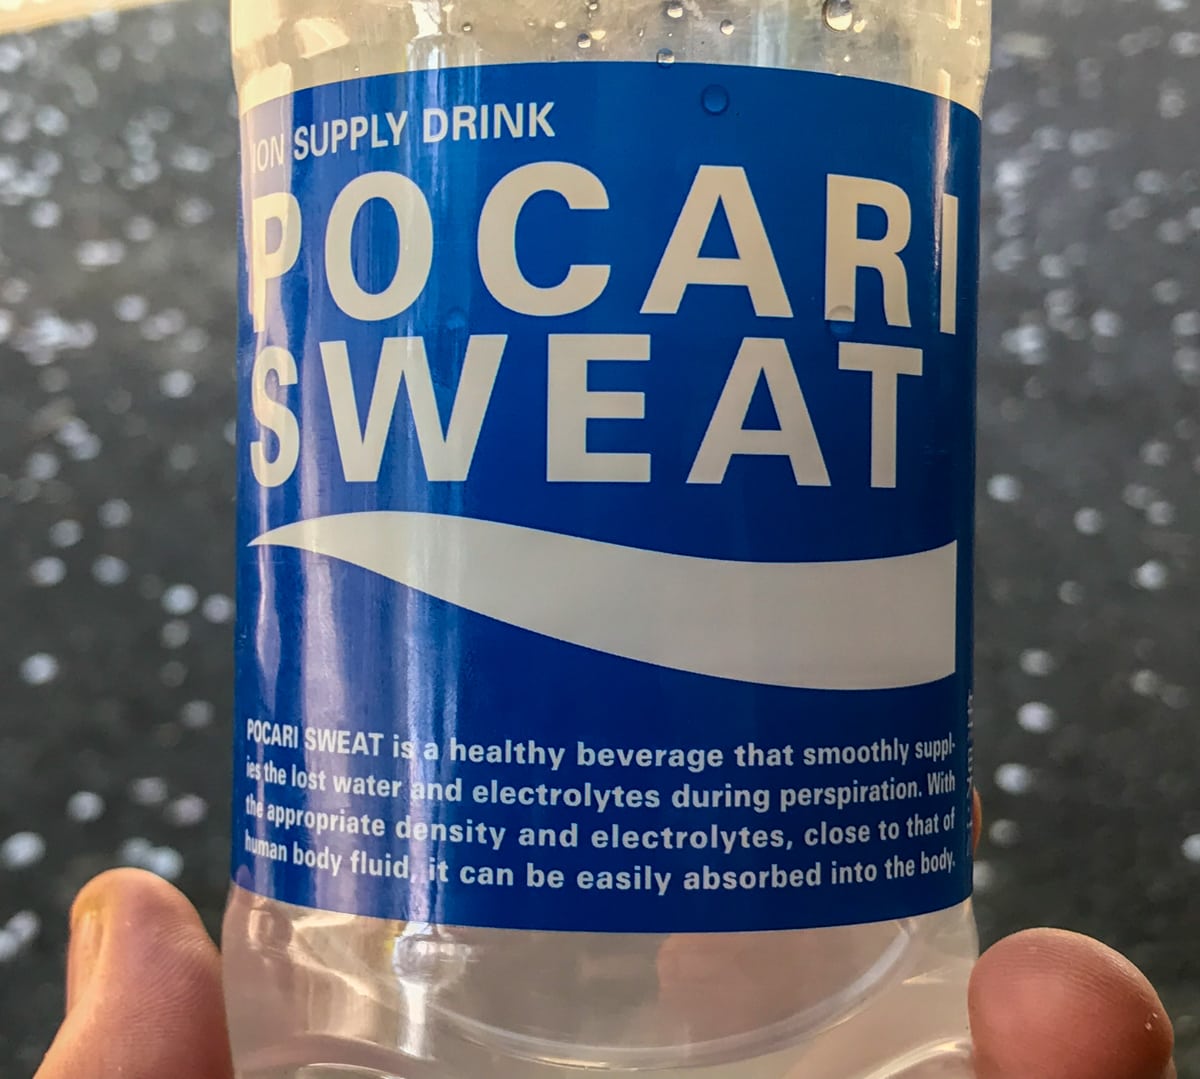 ION SUPPLY DRINK
POCARI
SWEAT
POCARI SWEAT is a healthy beverage that smoothly suppl-
ies the lost water and electrolytes during perspiration. With
the appropriate density and electrolytes, close to that of
human body fluid, it can be easily absorbed into the body.